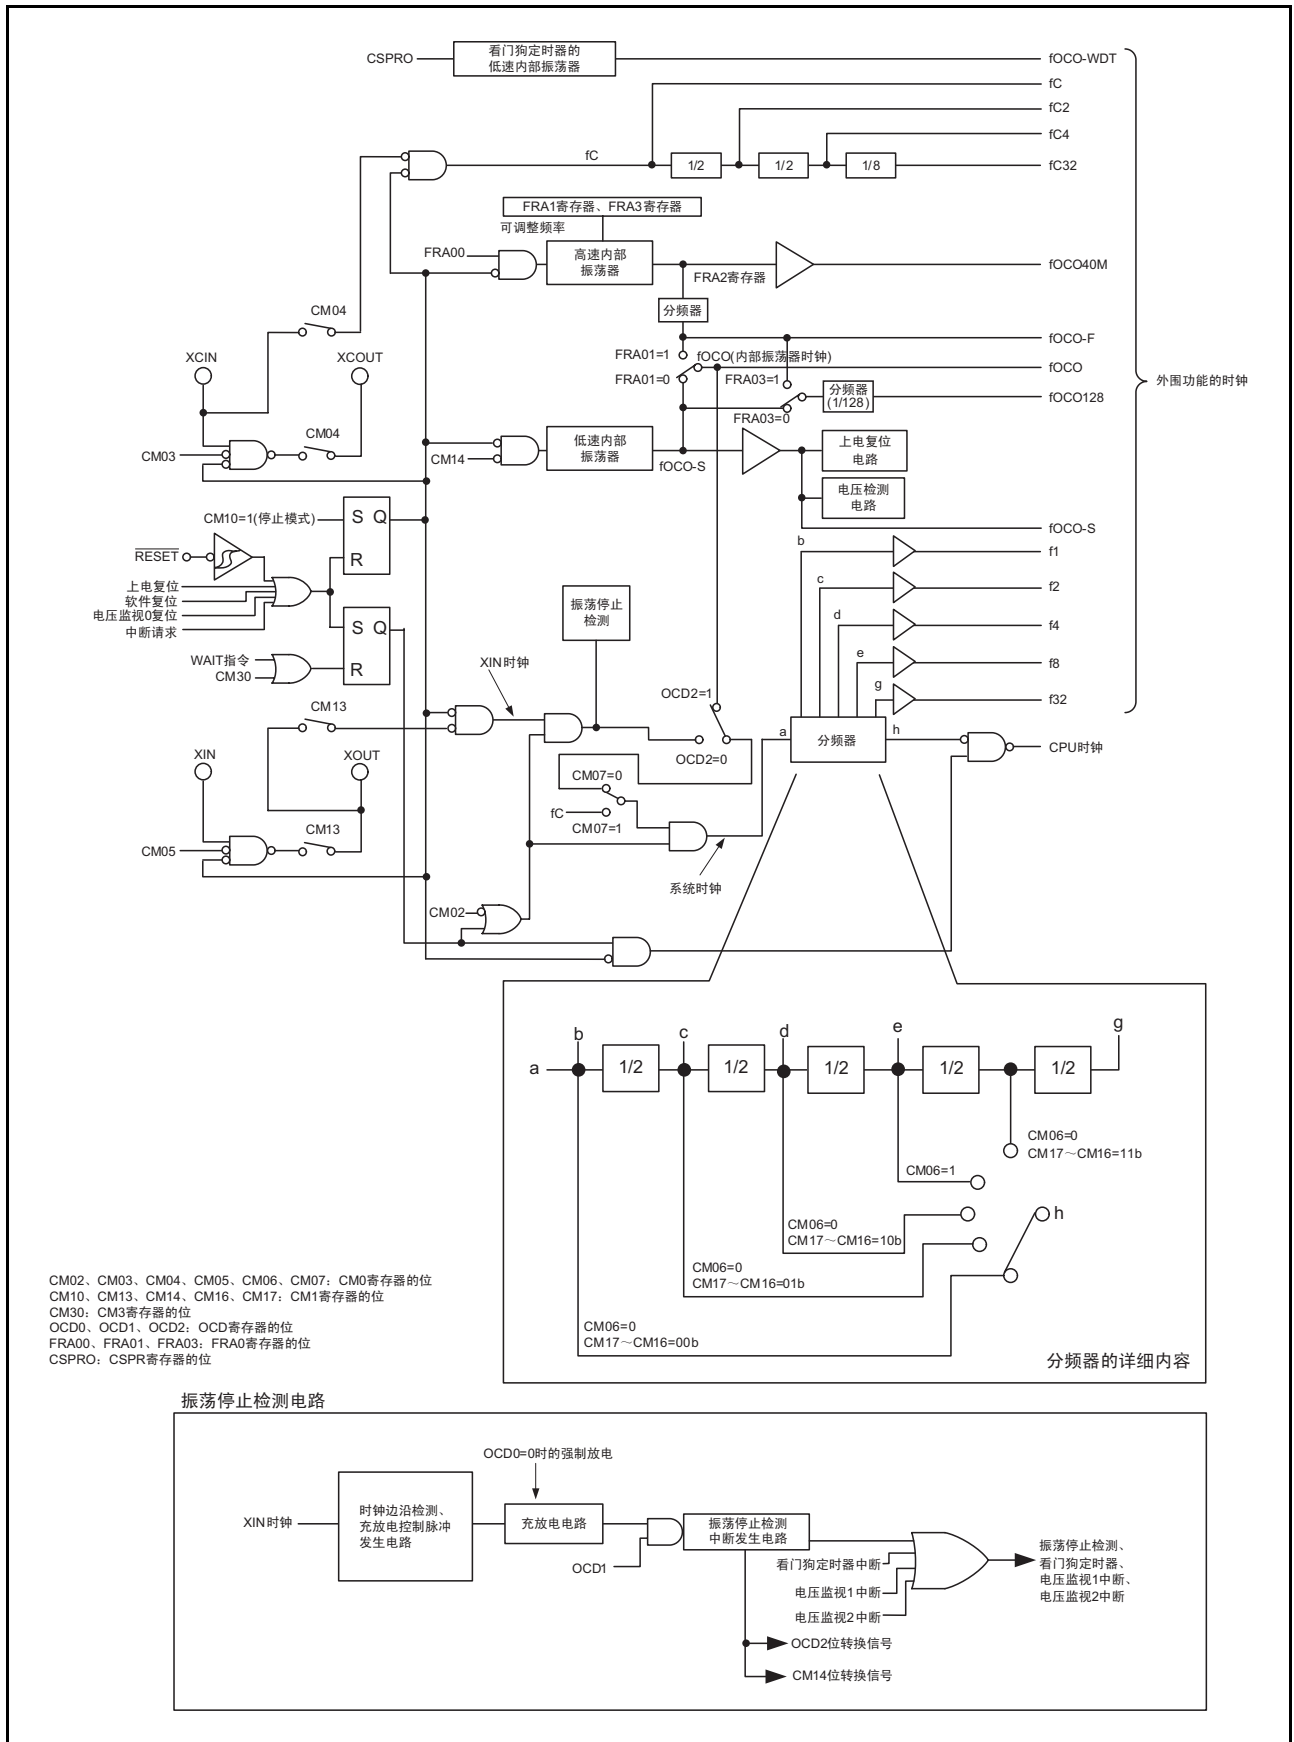 CSPRO
看门狗定时器的
低速内部振荡器
fOCO-WDT
fC
fC2
fC4
fC
1/2
1/2
1/8
fC32
FRA1寄存器、FRA3寄存器
可调整频率
FRA00
高速内部
振荡器
FRA2寄存器
fOCO40M
分频器
CM04
fOCO-F
XCIN
XCOUT
FRA01=1
fOCO(内部振荡器时钟)
fOCO
FRA01=0
FRA03=1
分频器
(1/128)
fOCO128
外围功能的时钟
FRA03=0
CM03
CM04
CM14
低速内部
振荡器
fOCO-S
上电复位
电路
电压检测
电路
CM10=1(停止模式)
S Q
R
fOCO-S
RESET
b
f1
上电复位
软件复位
电压监视0复位
中断请求
c
f2
振荡停止
检测
d
f4
S Q
R
WAIT指令
CM30
XIN时钟
e
f8
g
f32
CM13
OCD2=1
a
分频器
h
CPU时钟
XIN
XOUT
OCD2=0
CM07=0
fC
CM07=1
CM13
CM05
系统时钟
CM02
b
c
d
e
g
a
1/2
1/2
1/2
1/2
1/2
CM06=0
CM17～CM16=11b
CM06=1
h
CM06=0
CM17～CM16=10b
CM06=0
CM17～CM16=01b
CM06=0
CM17～CM16=00b
分频器的详细内容
CM02、CM03、CM04、CM05、CM06、CM07：CM0寄存器的位
CM10、CM13、CM14、CM16、CM17：CM1寄存器的位
CM30：CM3寄存器的位
OCD0、OCD1、OCD2：OCD寄存器的位
FRA00、FRA01、FRA03：FRA0寄存器的位
CSPRO：CSPR寄存器的位
振荡停止检测电路
OCD0=0时的强制放电
XIN时钟
时钟边沿检测、
充放电控制脉冲
发生电路
充放电电路
OCD1
振荡停止检测
中断发生电路
看门狗定时器中断
电压监视1中断
电压监视2中断
振荡停止检测、
看门狗定时器、
电压监视1中断、
电压监视2中断
OCD2位转换信号
CM14位转换信号